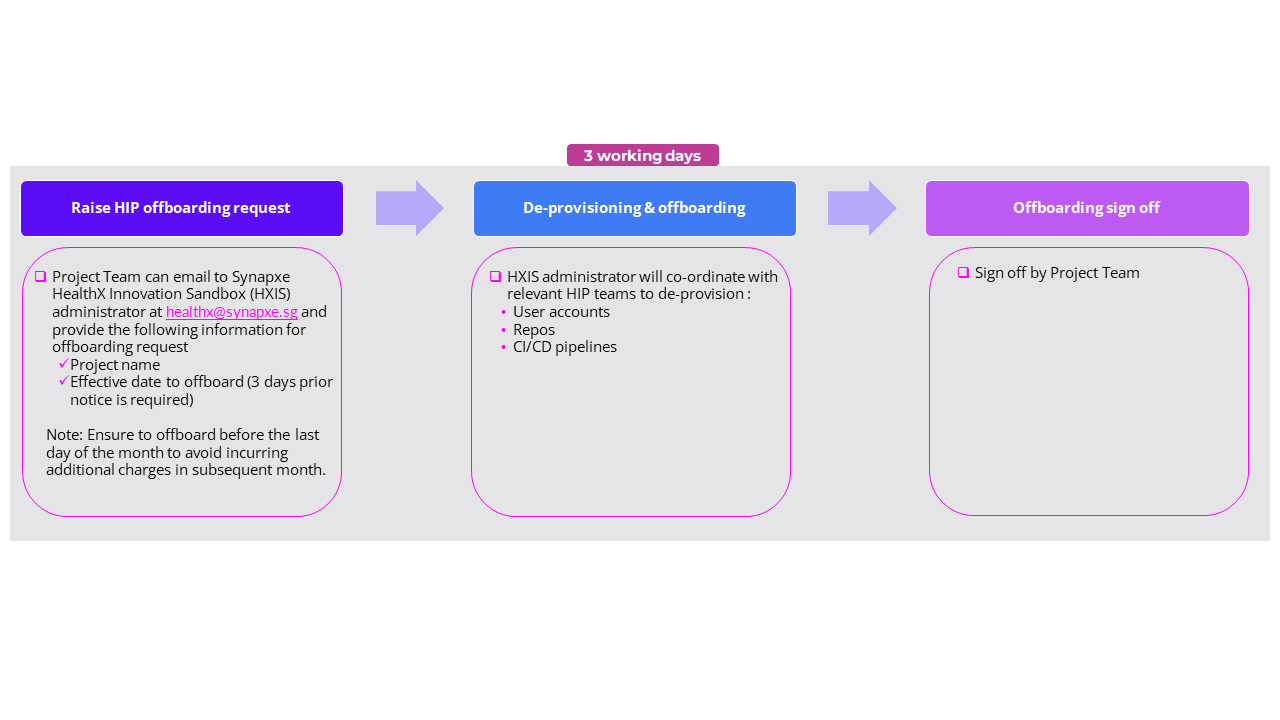 3 working days
Raise HIP offboarding request
De-provisioning & offboarding
Offboarding sign off
Project Team can email to Synapxe
HealthX Innovation Sandbox (HXIS)
administrator at healthx@synapxe.sg and
provide the following information for
offboarding request
Project name
Effective date to offboard (3 days prior
notice is required)
Note: Ensure to offboard before the last
day of the month to avoid incurring
additional charges in subsequent month.
HXIS administrator will co-ordinate with
relevant HIP teams to de-provision :
User accounts
Repos
CI/CD pipelines
Sign off by Project Team